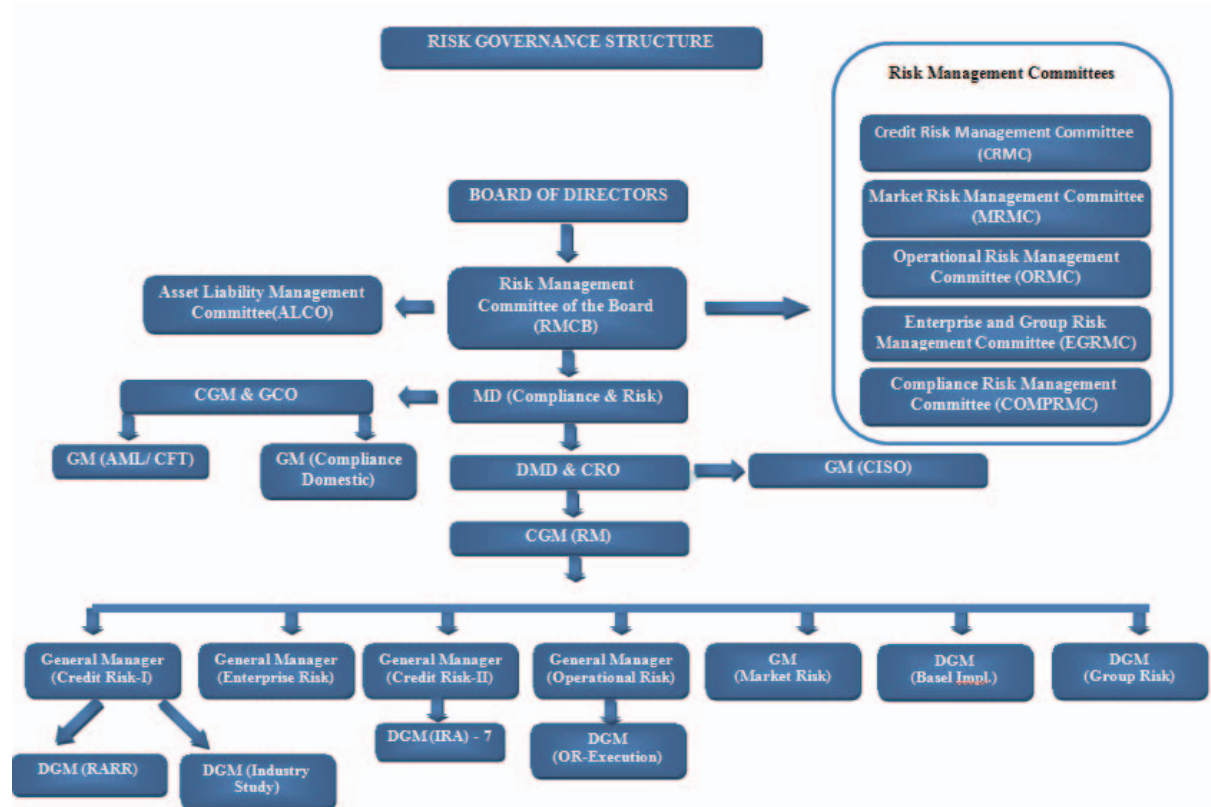 RISK GOVERNANCE STRUCTURE
Risk Management Committees
Credit Risk Management Committee
(CRMC)
Market Risk Management Committee
(MRMC)
Operational Risk Management
Committee (ORMC)
Enterprise and Group Risk
Management Committee (EGRMC)
Compliance Risk Management
Committee (COMPRMC)
BOARD OF DIRECTORS
Asset Liability Management
Committee(ALCO)
Risk Management
Committee of the Board
(RMCB)
CGM & GCO
MD (Compliance & Risk)
GM (AML/ CFT)
GM (Compliance
Domestic)
DMD & CRO
GM (CISO)
CGM (RM)
General Manager
(Credit Risk-I)
General Manager
(Enterprise Risk)
General Manager
(Credit Risk-II)
General Manager
(Operational Risk)
GM
(Market Risk)
DGM
(Basel Impl.)
DGM
(Group Risk)
DGM (RARR)
DGM (Industry
Study)
DGM (IRA) - 7
DGM
(OR-Execution)